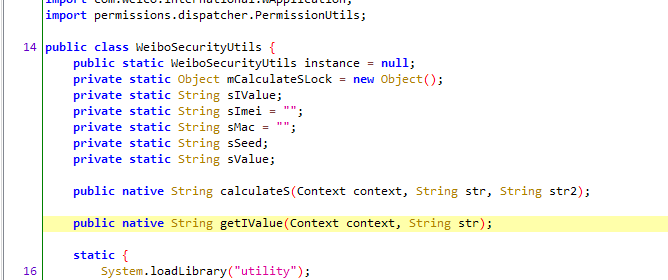 import com.weico.international.WApplication;
import permissions.dispatcher.PermissionUtils;
14 public class WeiboSecurityUtils {
public static WeiboSecurityUtils instance = null;
private static Object mCalculateSLock = new Object();
private static String sIValue;
private static String sImei = "";
private static String sMac = "";
private static String sSeed;
private static String sValue;
public native String calculateS(Context context, String str, String str2);
public native String getIValue(Context context, String str);
static {
16 System.loadLibrary("utility");